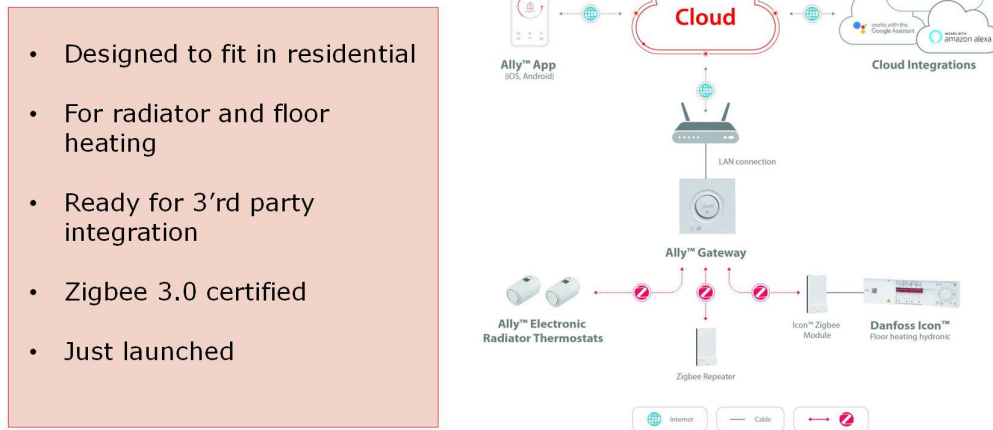 • Designed to fit in residential
• For radiator and floor
heating
• Ready for 3'rd party
integration
• Zigbee 3.0 certified
• Just launched
Cloud
Ally™ App
(iOS, Android)
works with the
Google Assistant
WORKS WITH
amazon alexa
Cloud Integrations
LAN connection
Ally™ Gateway
Ally™ Electronic
Radiator Thermostats
Icon™ Zigbee
Module
Danfoss Icon™
Floor heating hydronic
Zigbee Repeater
Internet
Cable